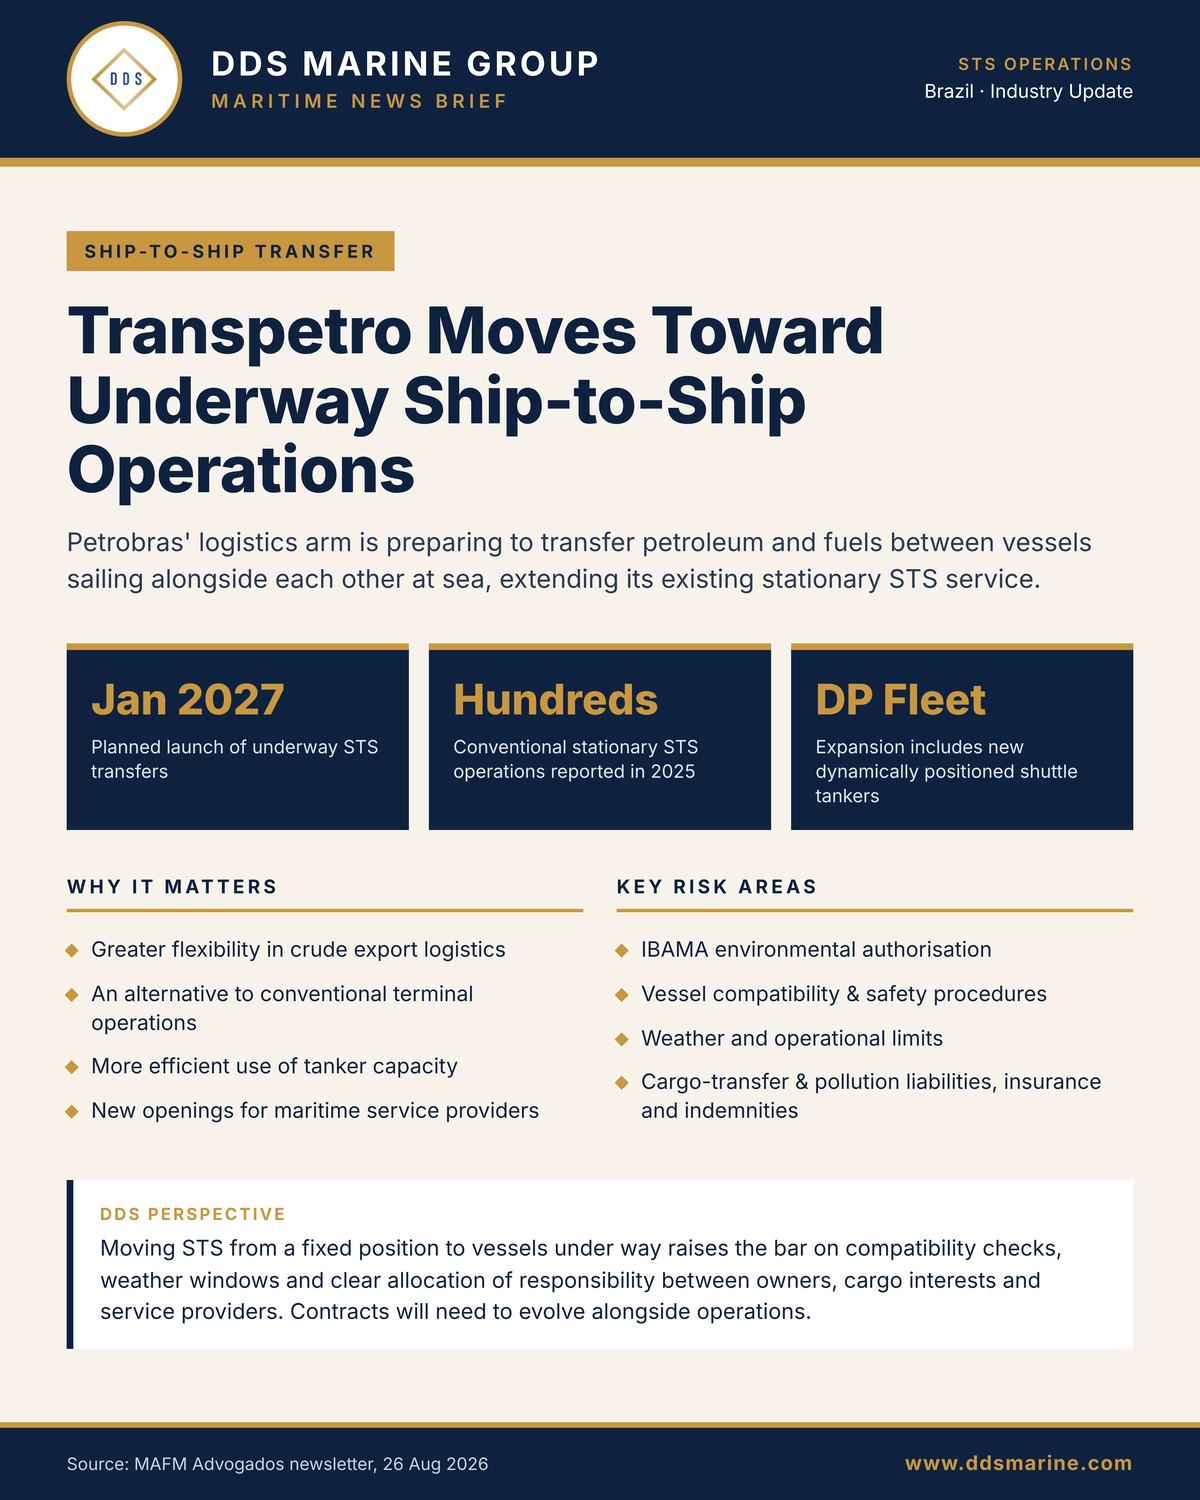 DDS
DDS MARINE GROUP
MARITIME NEWS BRIEF
STS OPERATIONS
Brazil · Industry Update
SHIP-TO-SHIP TRANSFER
Transpetro Moves Toward
Underway Ship-to-Ship
Operations
Petrobras' logistics arm is preparing to transfer petroleum and fuels between vessels
sailing alongside each other at sea, extending its existing stationary STS service.
Jan 2027
Planned launch of underway STS
transfers
Hundreds
Conventional stationary STS
operations reported in 2025
DP Fleet
Expansion includes new
dynamically positioned shuttle
tankers
WHY IT MATTERS
Greater flexibility in crude export logistics
An alternative to conventional terminal
operations
More efficient use of tanker capacity
New openings for maritime service providers
KEY RISK AREAS
IBAMA environmental authorisation
Vessel compatibility & safety procedures
Weather and operational limits
Cargo-transfer & pollution liabilities, insurance
and indemnities
DDS PERSPECTIVE
Moving STS from a fixed position to vessels under way raises the bar on compatibility checks,
weather windows and clear allocation of responsibility between owners, cargo interests and
service providers. Contracts will need to evolve alongside operations.
Source: MAFM Advogados newsletter, 26 Aug 2026
www.ddsmarine.com